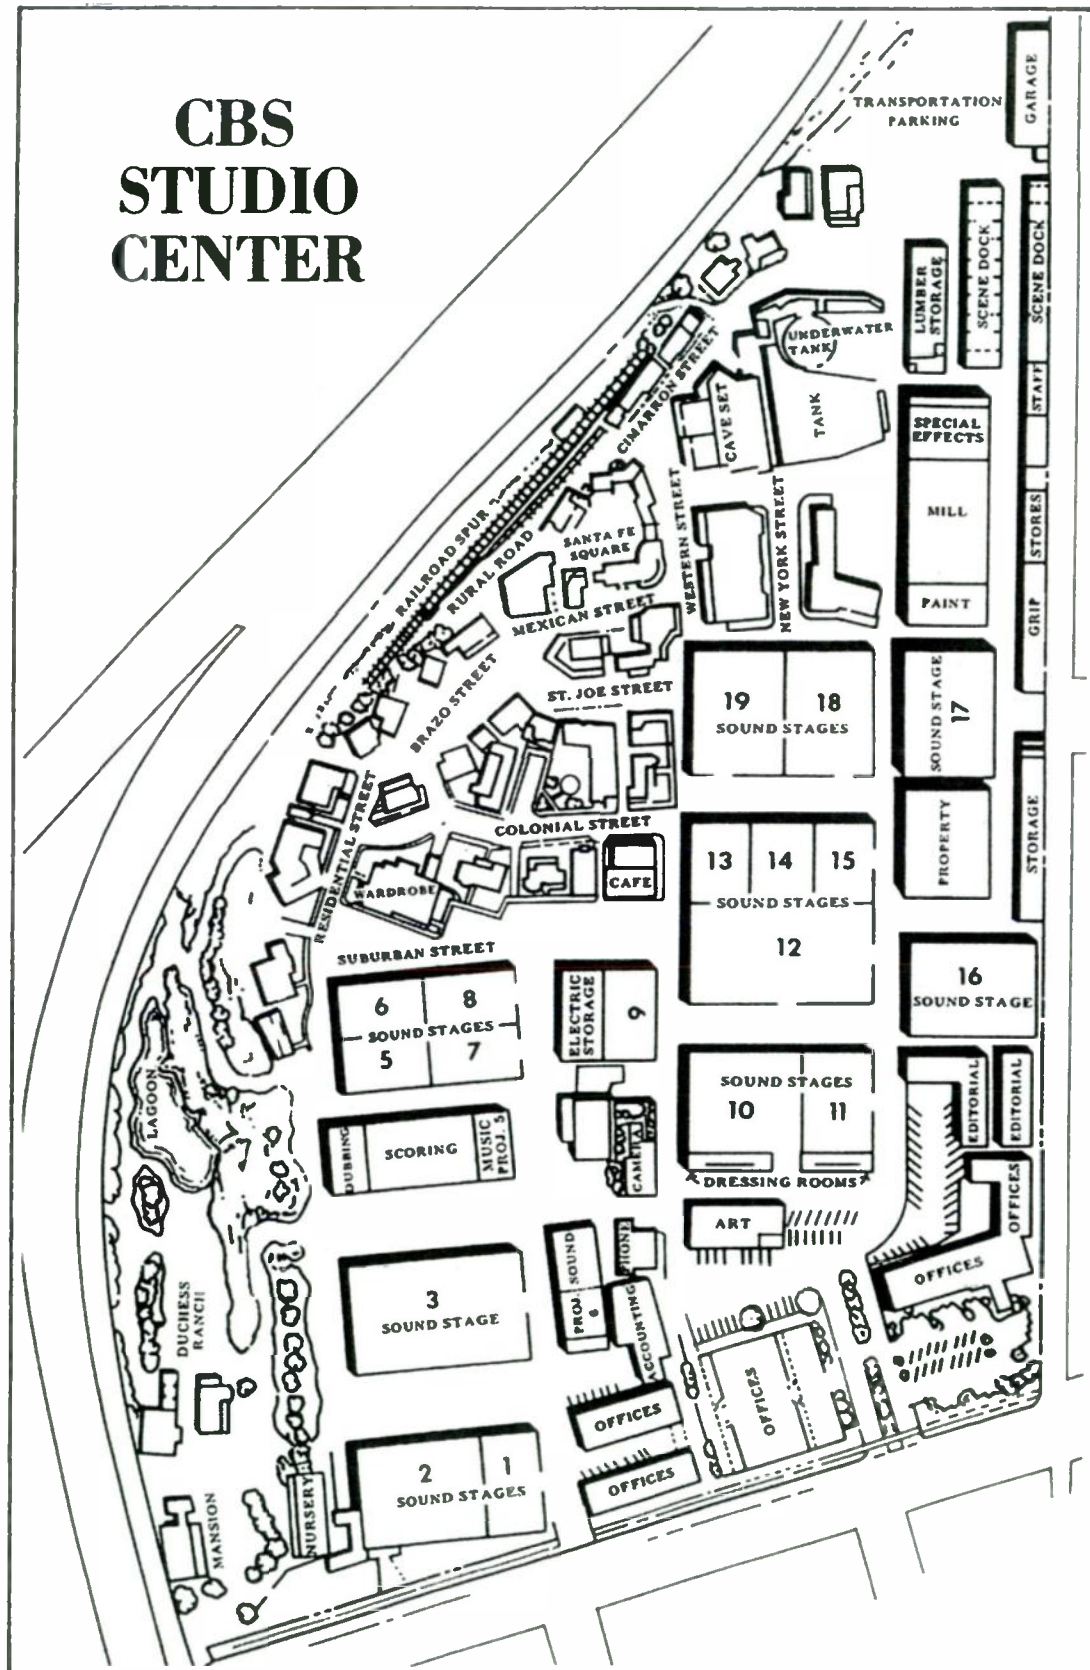 CBS
STUDIO
CENTER
TRANSPORTATION
PARKING
GARAGE
SCENE DOCK
SCENE DOCK
LUMBER
STORAGE
UNDERWATER
TANK
TANK
CAVE SET
CIMARRON STREET
STAFF
SPECIAL
EFFECTS
MILL
PAINT
STORES
GRIP
WESTERN STREET
NEW YORK STREET
RAILROAD SPUR
RURAL ROAD
SANTA FE
SQUARE
MEXICAN STREET
BRAZO STREET
ST. JOE STREET
19
18
SOUND STAGES
SOUND STAGE
17
RESIDENTIAL STREET
COLONIAL STREET
WARDROBE
CAFE
13
14
15
SOUND STAGES
12
PROPERTY
STORAGE
SUBURBAN STREET
6
8
SOUND STAGES
5
7
ELECTRIC
STORAGE
9
16
SOUND STAGE
LAGOON
DUBBING
SCORING
MUSIC
PROJ. 5
CAMERA
SOUND STAGES
10
11
DRESSING ROOMS
EDITORIAL
EDITORIAL
OFFICES
OFFICES
ART
DUCHESS
RANCH
3
SOUND STAGE
PROJ. SOUND
6
PHONE
ACCOUNTING
OFFICES
OFFICES
OFFICES
2
1
SOUND STAGES
NURSERY
MANSION